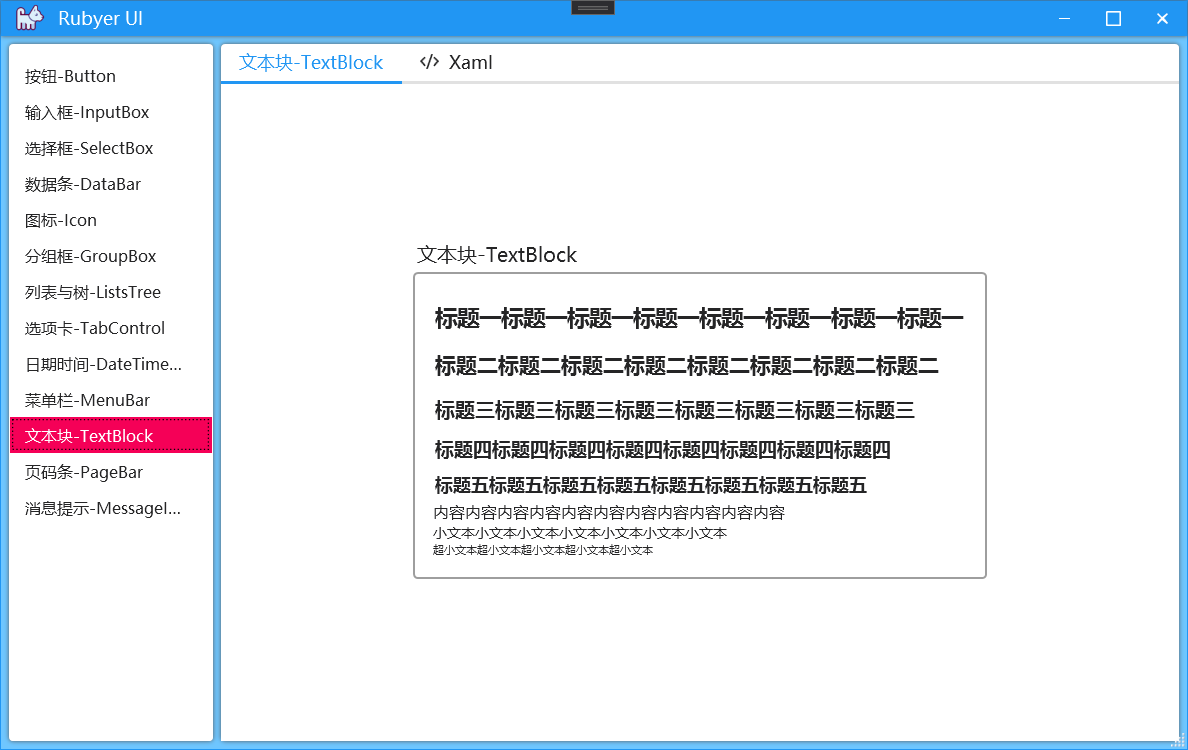 Rubyer UI
按钮-Button
输入框-InputBox
选择框-SelectBox
数据条-DataBar
图标-Icon
分组框-GroupBox
列表与树-ListsTree
选项卡-TabControl
日期时间-DateTime...
菜单栏-MenuBar
文本块-TextBlock
页码条-PageBar
消息提示-MessageI...
文本块-TextBlock
</> Xaml
文本块-TextBlock
标题一标题一标题一标题一标题一标题一标题一标题一
标题二标题二标题二标题二标题二标题二标题二标题二
标题三标题三标题三标题三标题三标题三标题三标题三
标题四标题四标题四标题四标题四标题四标题四标题四
标题五标题五标题五标题五标题五标题五标题五标题五
内容内容内容内容内容内容内容内容内容内容内容
小文本小文本小文本小文本小文本小文本小文本
超小文本超小文本超小文本超小文本超小文本